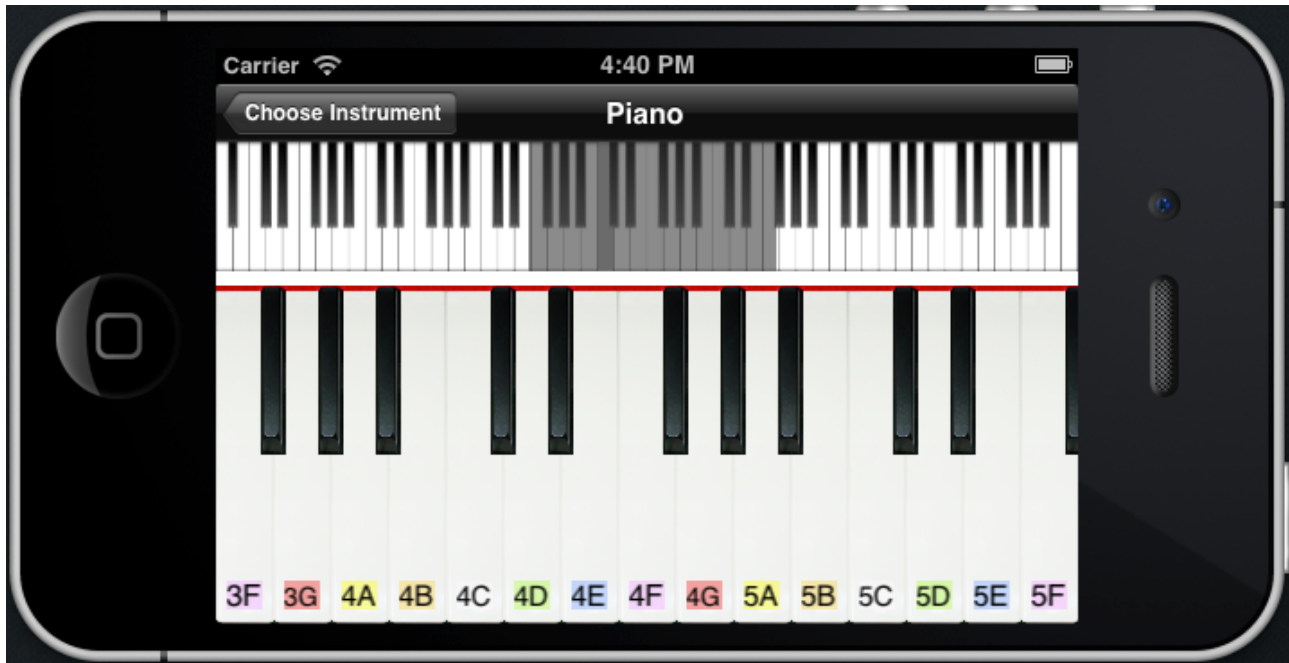 Carrier 4:40 PM
Choose Instrument Piano
3F 3G 4A 4B 4C 4D 4E 4F 4G 5A 5B 5C 5D 5E 5F